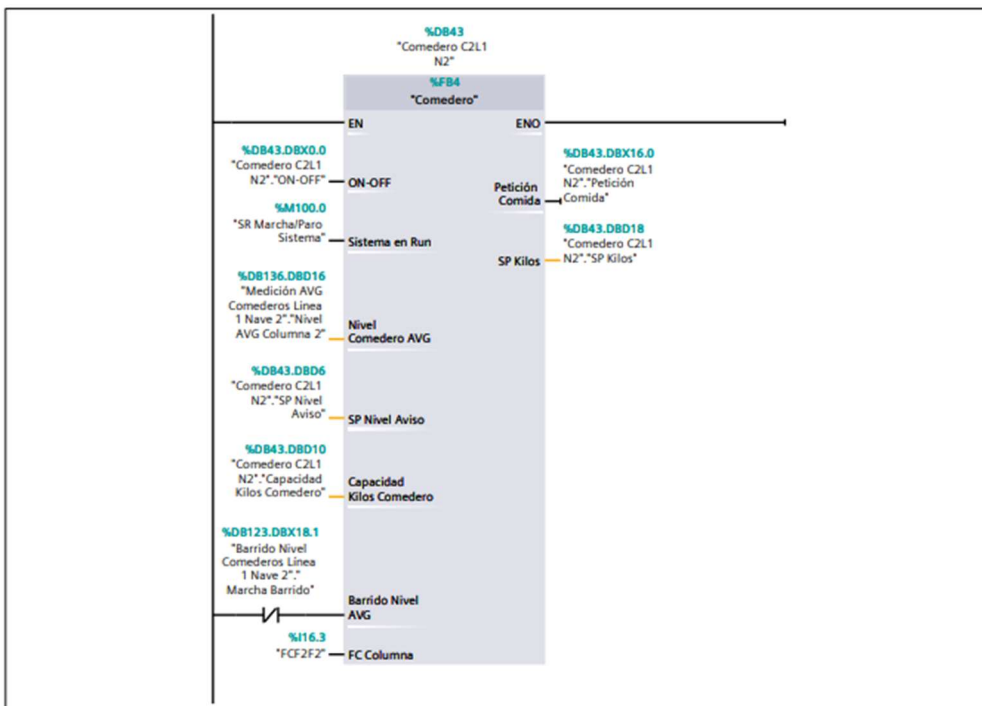 %DB43
"Comedero C2L1
N2"
%FB4
"Comedero"
EN
ENO
%DB43.DBX0.0
"Comedero C2L1
N2"."ON-OFF"
ON-OFF
%DB43.DBX16.0
"Comedero C2L1
N2"."Petición
Comida"
Petición
Comida
%M100.0
"SR Marcha/Paro
Sistema"
Sistema en Run
%DB43.DBD18
"Comedero C2L1
N2"."SP Kilos"
SP Kilos
%DB136.DBD16
"Medición AVG
Comederos Linea
1 Nave 2"."Nivel
AVG Columna 2"
Nivel
Comedero AVG
%DB43.DBD6
"Comedero C2L1
N2"."SP Nivel
Aviso"
SP Nivel Aviso
%DB43.DBD10
"Comedero C2L1
N2"."Capacidad
Kilos Comedero"
Capacidad
Kilos Comedero
%DB123.DBX18.1
"Barrido Nivel
Comederos Línea
1 Nave 2"."
Marcha Barrido"
Barrido Nivel
AVG
%I16.3
"FCF2F2"
FC Columna